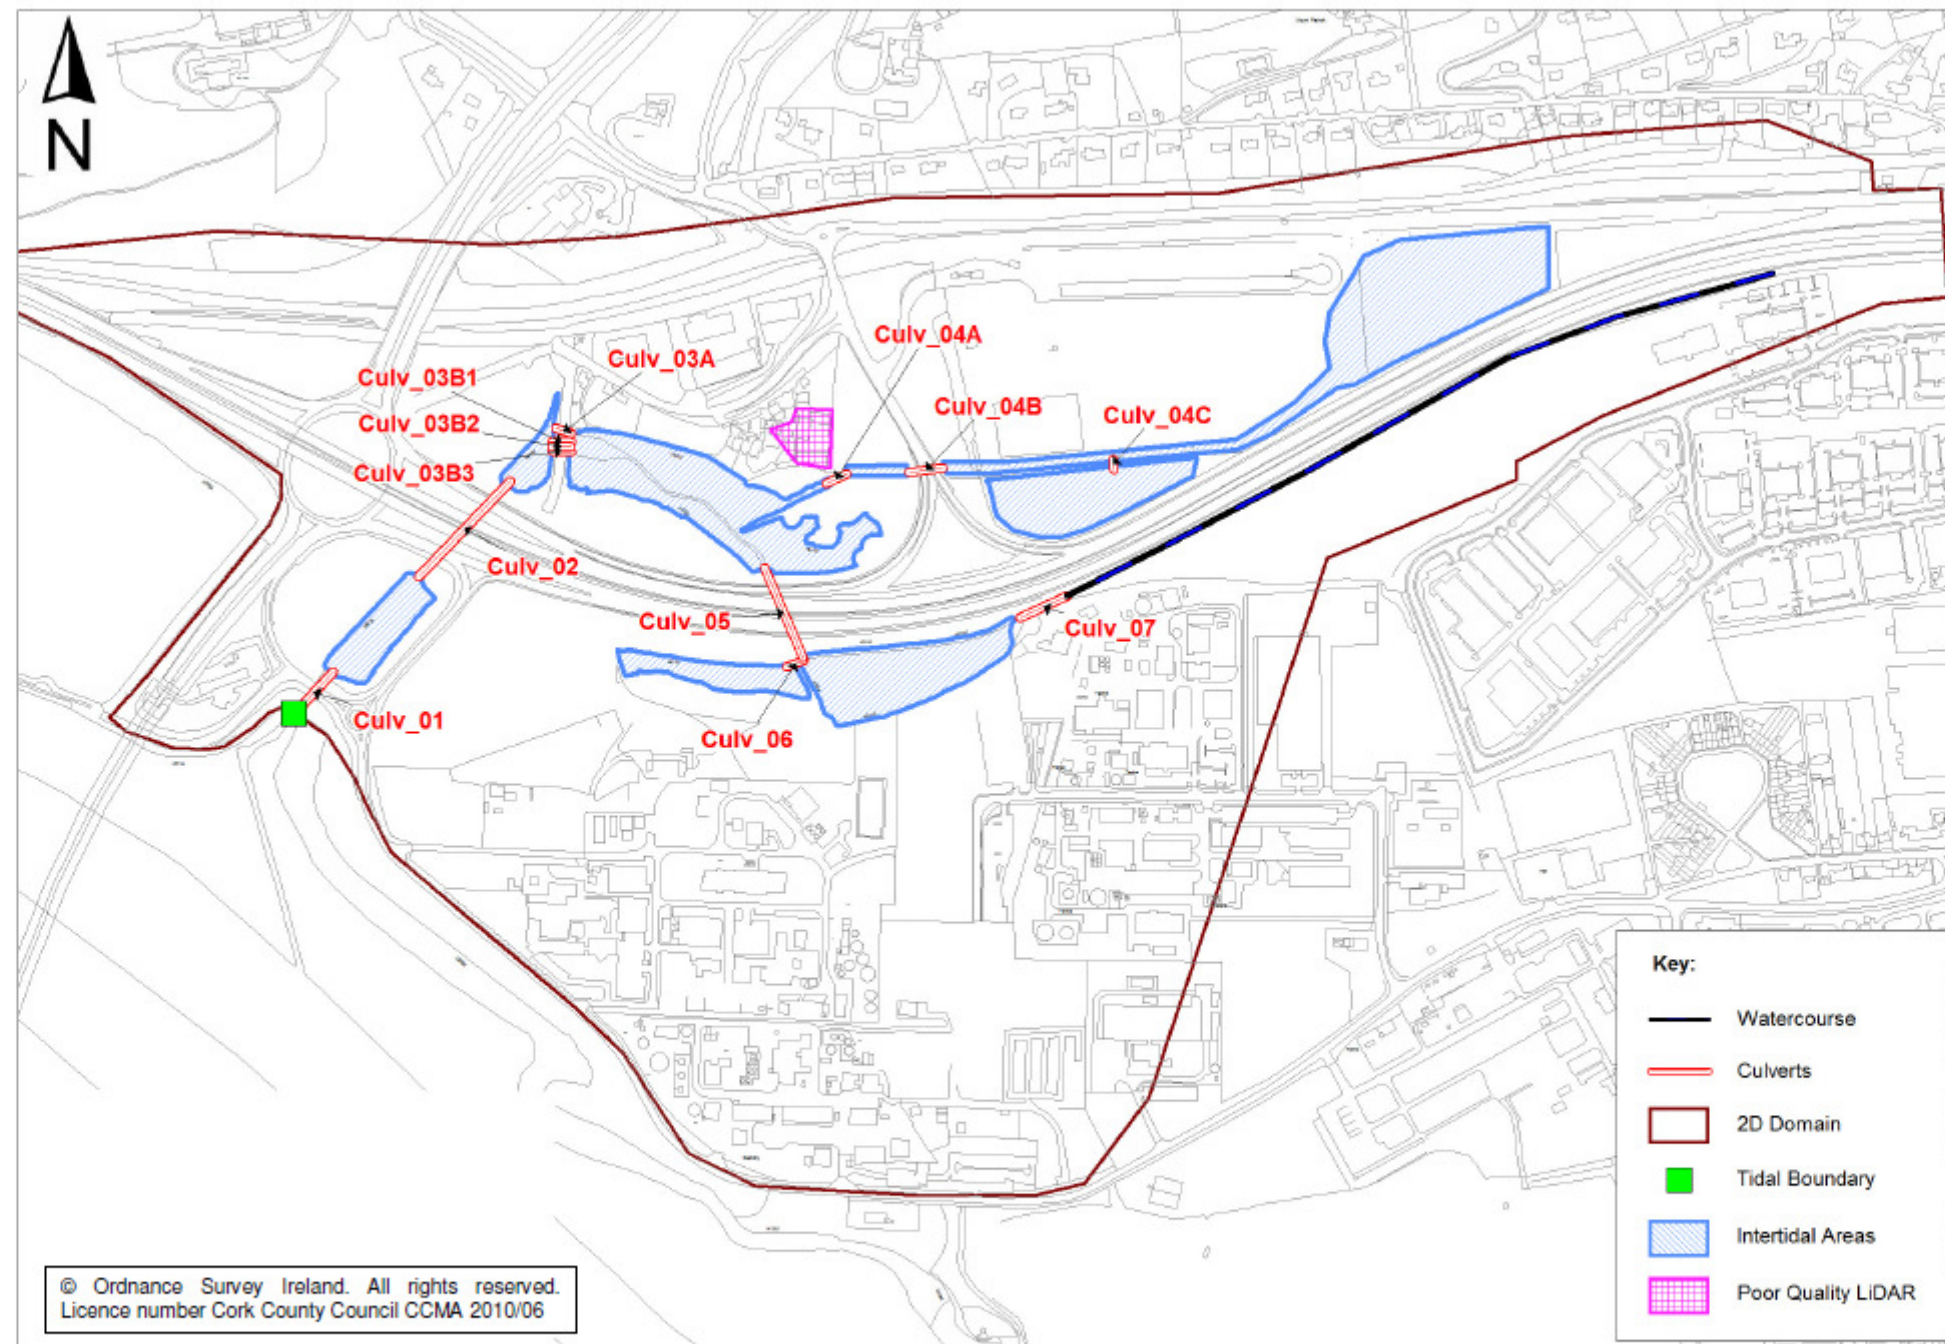 N
Culv_04A
Culv_03A
Culv_03B1
Culv_04B
Culv_04C
Culv_03B2
Culv_03B3
Culv_02
Culv_05
Culv_07
Culv_01
Culv_06
Key:
Watercourse
Culverts
2D Domain
Tidal Boundary
Intertidal Areas
Poor Quality LiDAR
© Ordnance Survey Ireland. All rights reserved.
Licence number Cork County Council CCMA 2010/06